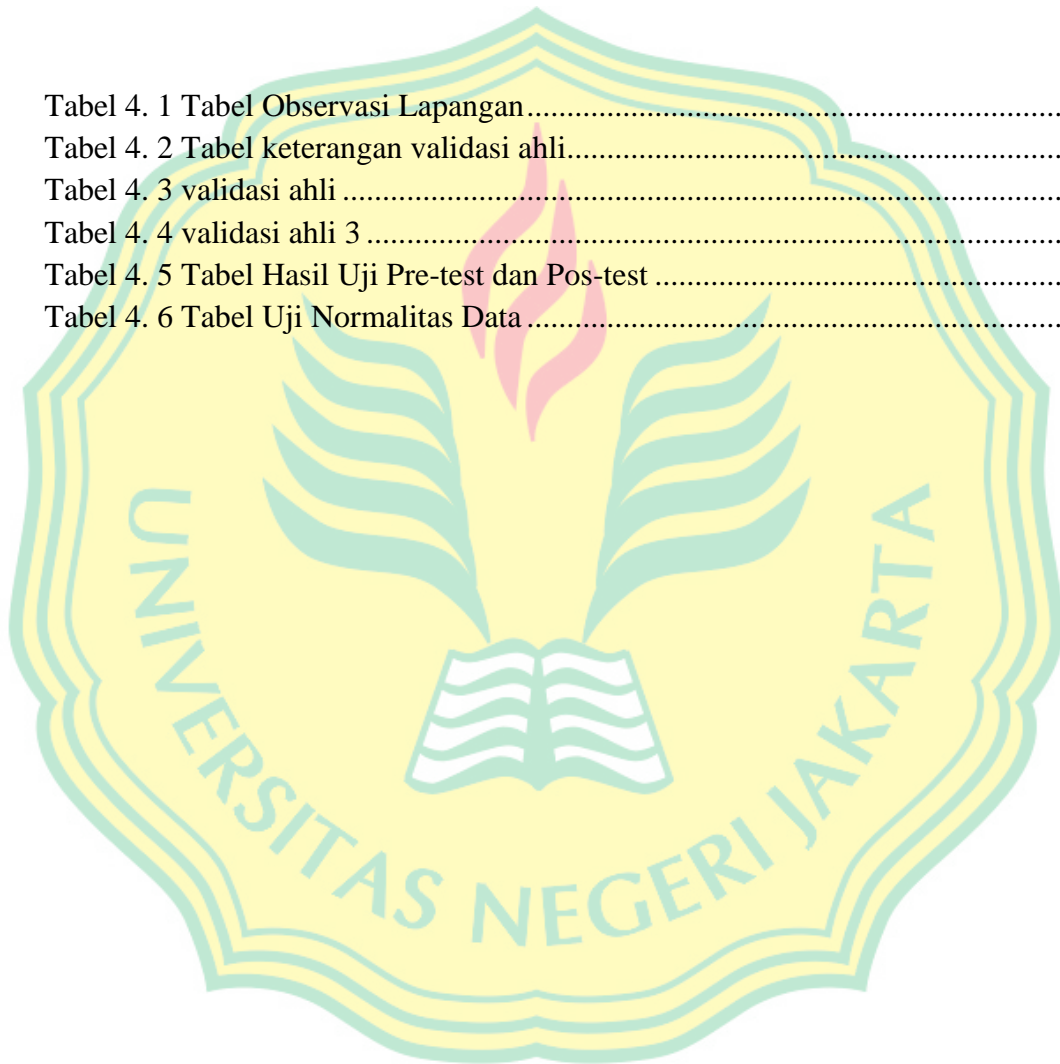 Tabel 4. 1 Tabel Observasi Lapangan........................................................................
Tabel 4. 2 Tabel keterangan validasi ahli..................................................................
Tabel 4. 3 validasi ahli ..............................................................................................
Tabel 4. 4 validasi ahli 3 ...........................................................................................
Tabel 4. 5 Tabel Hasil Uji Pre-test dan Pos-test .......................................................
Tabel 4. 6 Tabel Uji Normalitas Data .......................................................................
UNIVERSITAS NEGERI JAKARTA